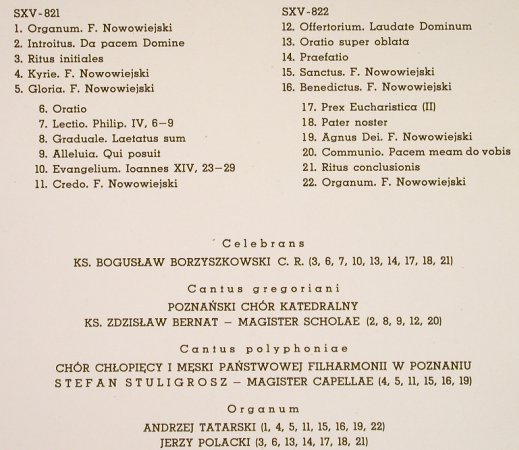 SXV-821
1. Organum. F. Nowowiejski
2. Introitus. Da pacem Domine
3. Ritus initiales
4. Kyrie. F. Nowowiejski
5. Gloria. F. Nowowiejski
6. Oratio
7. Lectio. Philip. IV, 6–9
8. Graduale. Laetatus sum
9. Alleluia. Qui posuit
10. Evangelium. Ioannes XIV, 23–29
11. Credo. F. Nowowiejski
SXV-822
12. Offertorium. Laudate Dominum
13. Oratio super oblata
14. Praefatio
15. Sanctus. F. Nowowiejski
16. Benedictus. F. Nowowiejski
17. Prex Eucharistica (II)
18. Pater noster
19. Agnus Dei. F. Nowowiejski
20. Communio. Pacem meam do vobis
21. Ritus conclusionis
22. Organum. F. Nowowiejski
Celebrans
KS. BOGUSŁAW BORZYSZKOWSKI C. R. (3, 6, 7, 10, 13, 14, 17, 18, 21)
Cantus gregoriani
POZNAŃSKI CHÓR KATEDRALNY
KS. ZDZISŁAW BERNAT – MAGISTER SCHOLAE (2, 8, 9, 12, 20)
Cantus polyphoniae
CHÓR CHŁOPIĘCY I MĘSKI PAŃSTWOWEJ FILHARMONII W POZNANIU
STEFAN STULIGROSZ – MAGISTER CAPELLAE (4, 5, 11, 15, 16, 19)
Organum
ANDRZEJ TATARSKI (1, 4, 5, 11, 15, 16, 19, 22)
JERZY POLACKI (3, 6, 13, 14, 17, 18, 21)